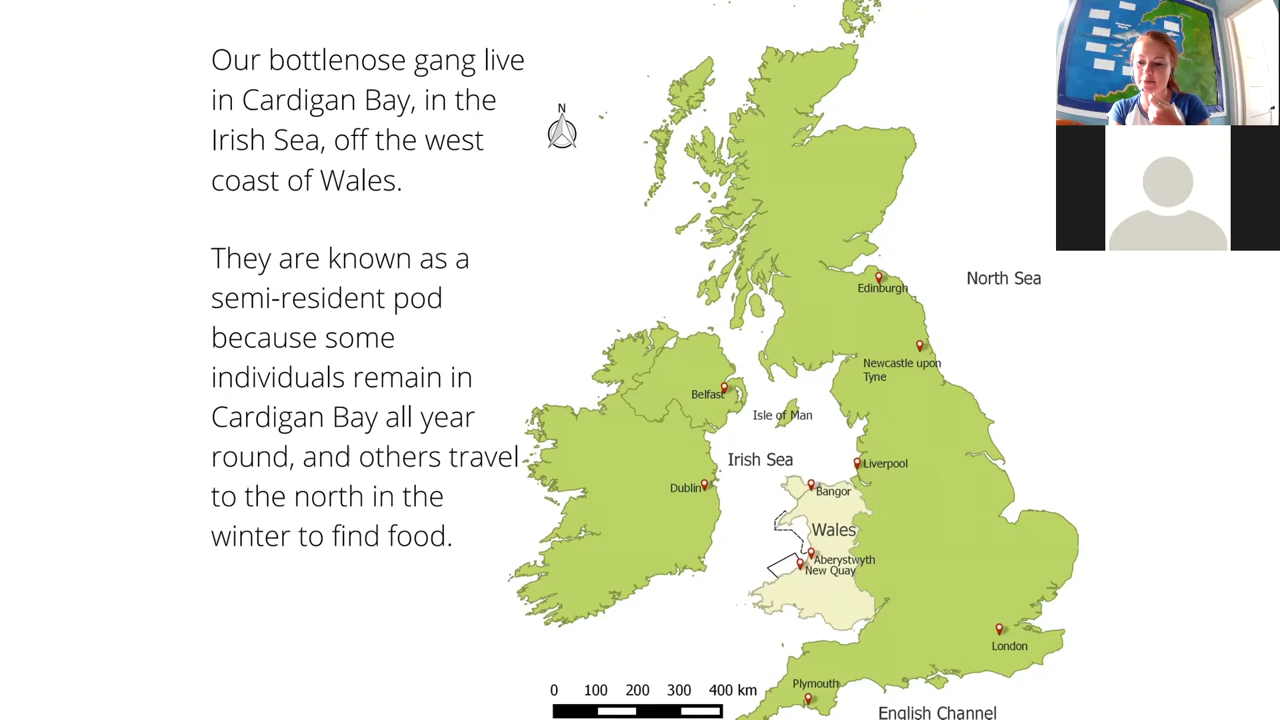 Our bottlenose gang live
in Cardigan Bay, in the
Irish Sea, off the west
coast of Wales.
They are known as a
semi-resident pod
because some
individuals remain in
Cardigan Bay all year
round, and others travel
to the north in the
winter to find food.
N
North Sea
Edinburgh
Newcastle upon
Tyne
Belfast
Isle of Man
Irish Sea
Liverpool
Dublin
Bangor
Wales
Aberystwyth
New Quay
London
Plymouth
English Channel
0 100 200 300 400 km